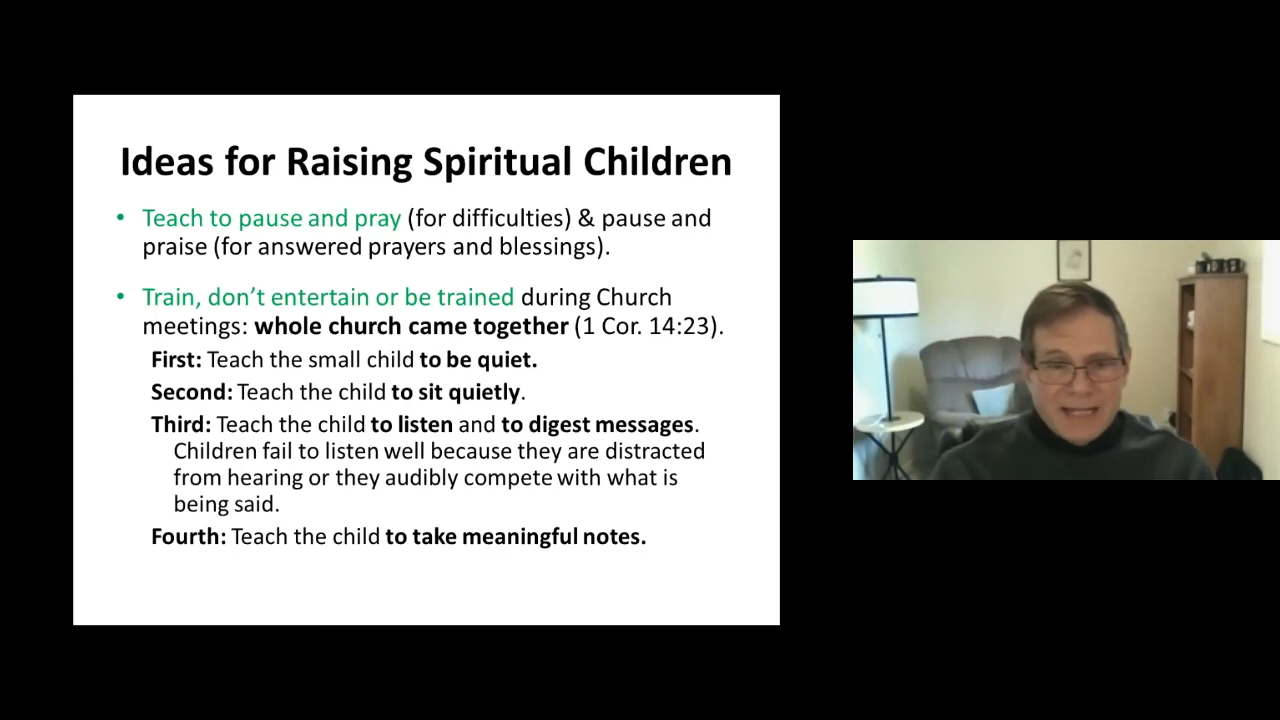 Ideas for Raising Spiritual Children
• Teach to pause and pray (for difficulties) & pause and
praise (for answered prayers and blessings).
• Train, don’t entertain or be trained during Church
meetings: whole church came together (1 Cor. 14:23).
First: Teach the small child to be quiet.
Second: Teach the child to sit quietly.
Third: Teach the child to listen and to digest messages.
Children fail to listen well because they are distracted
from hearing or they audibly compete with what is
being said.
Fourth: Teach the child to take meaningful notes.